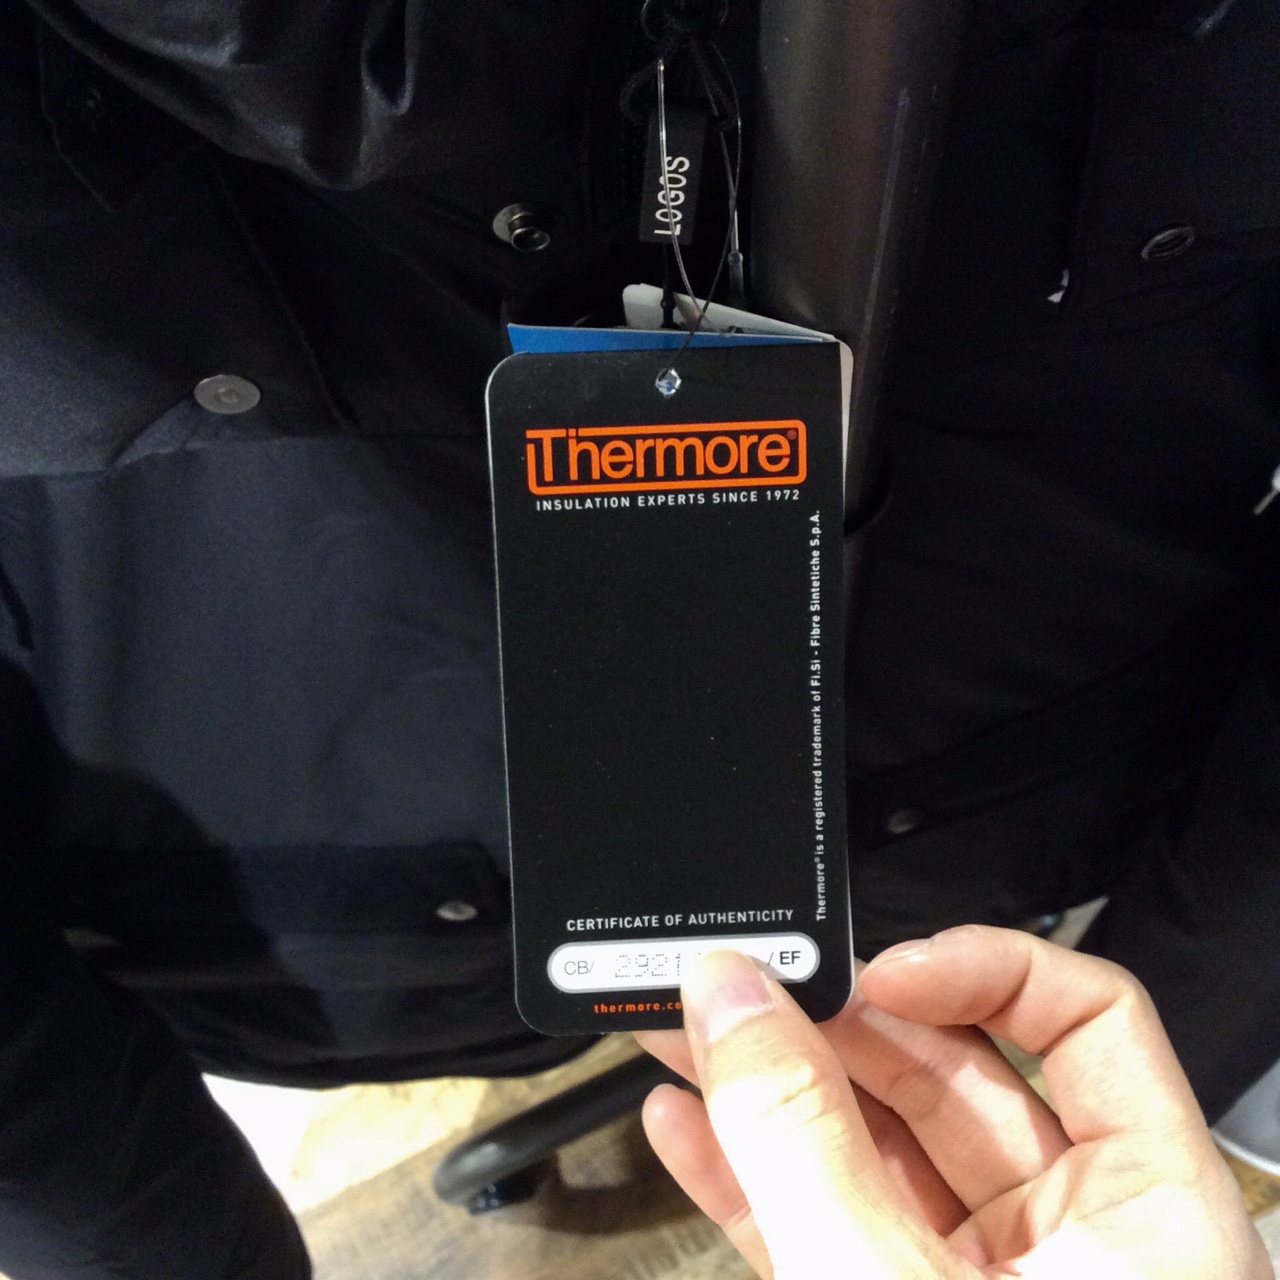 LOGOS
Thermore®
INSULATION EXPERTS SINCE 1972
Thermore® is a registered trademark of Fi.Si - Fibre Sintetiche S.p.A.
CERTIFICATE OF AUTHENTICITY
CB/ 2921 / EF
thermore.co